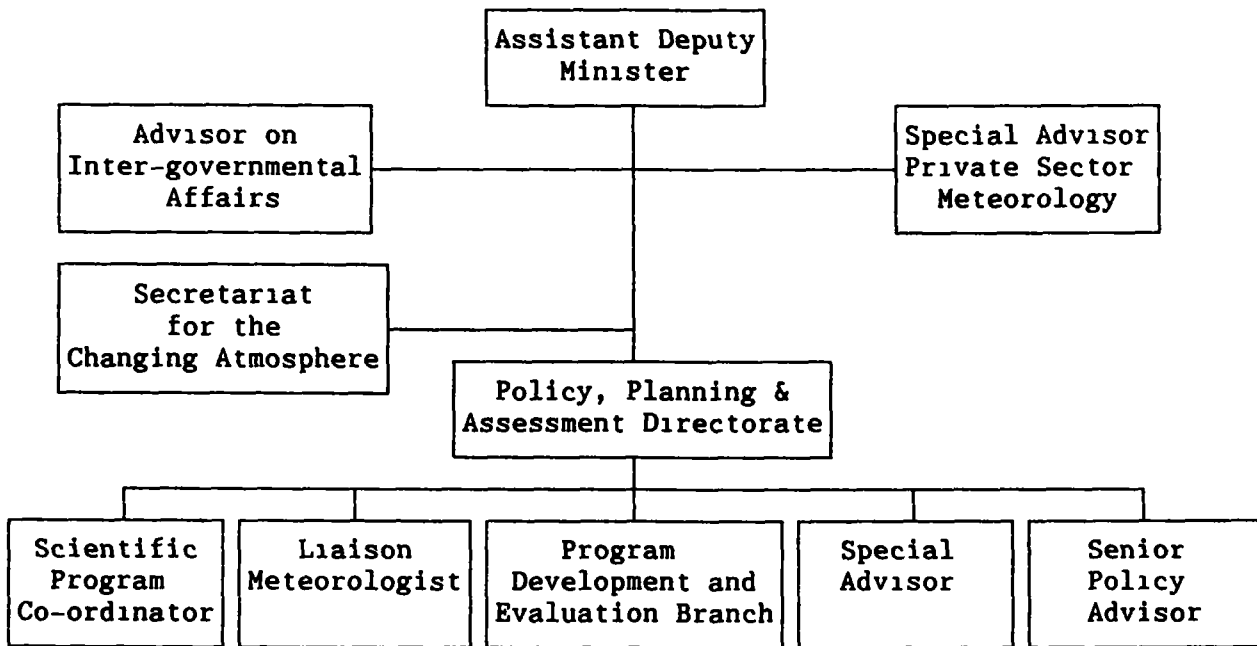 Assistant Deputy
Minister
Advisor on
Inter-governmental
Affairs
Special Advisor
Private Sector
Meteorology
Secretariat
for the
Changing Atmosphere
Policy, Planning &
Assessment Directorate
Scientific
Program
Co-ordinator
Liaison
Meteorologist
Program
Development and
Evaluation Branch
Special
Advisor
Senior
Policy
Advisor